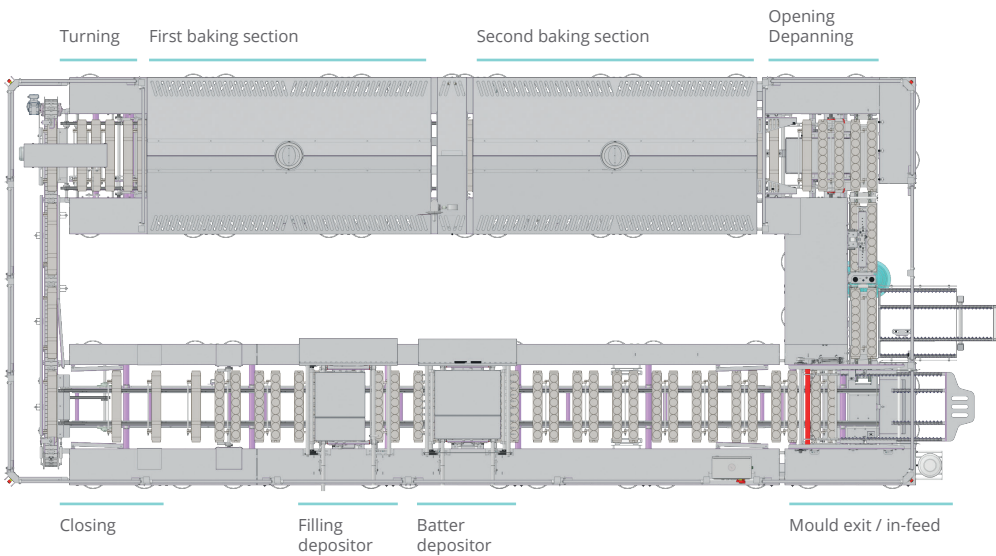 Turning
First baking section
Second baking section
Opening
Depanning
Closing
Filling
depositor
Batter
depositor
Mould exit / in-feed